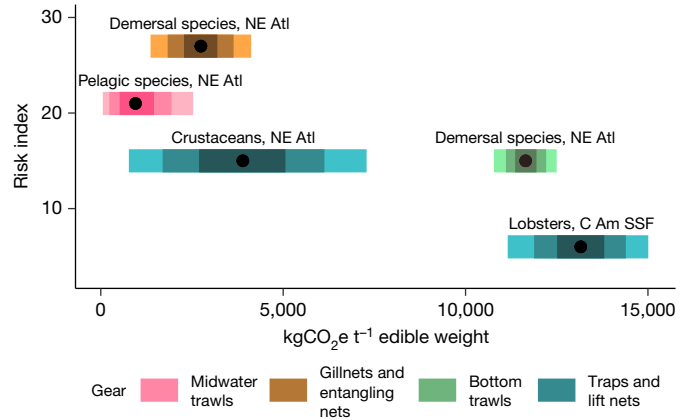 30
20
10
Risk index
Demersal species, NE Atl
Pelagic species, NE Atl
Crustaceans, NE Atl
Demersal species, NE Atl
Lobsters, C Am SSF
0
5,000
10,000
15,000
kgCO₂e t⁻¹ edible weight
Gear
Midwater
trawls
Gillnets and
entangling
nets
Bottom
trawls
Traps and
lift nets